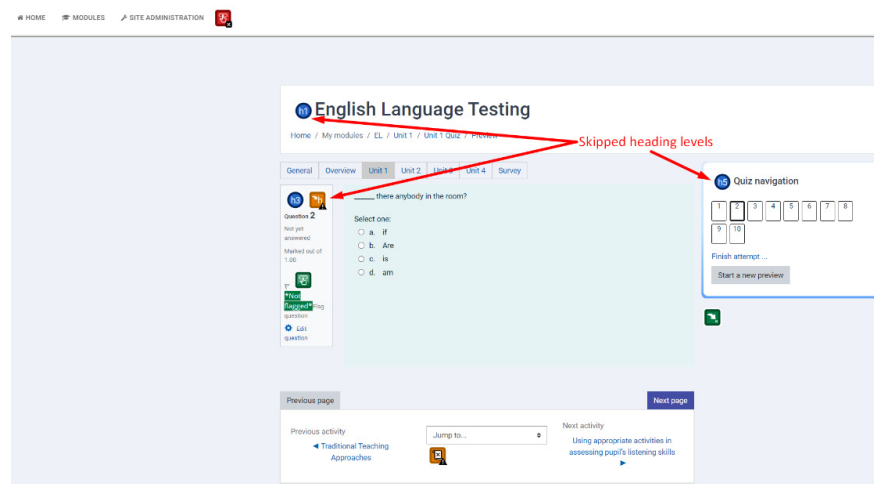 HOME MODULES SITE ADMINISTRATION
h1 English Language Testing
Home / My modules / EL / Unit 1 / Unit 1 Quiz / Preview
Skipped heading levels
General Overview Unit 1 Unit 2 Unit 3 Unit 4 Survey
h3 h
Question 2
Not yet
answered
Marked out of
1.00
*Not
flagged* Flag
question
Edit
question
_____ there anybody in the room?
Select one:
a. if
b. Are
c. is
d. am
h5 Quiz navigation
1 2 3 4 5 6 7 8
9 10
Finish attempt ...
Start a new preview
Previous page
Next page
Previous activity
◄ Traditional Teaching
Approaches
Jump to...
Next activity
Using appropriate activities in
assessing pupil's listening skills
►